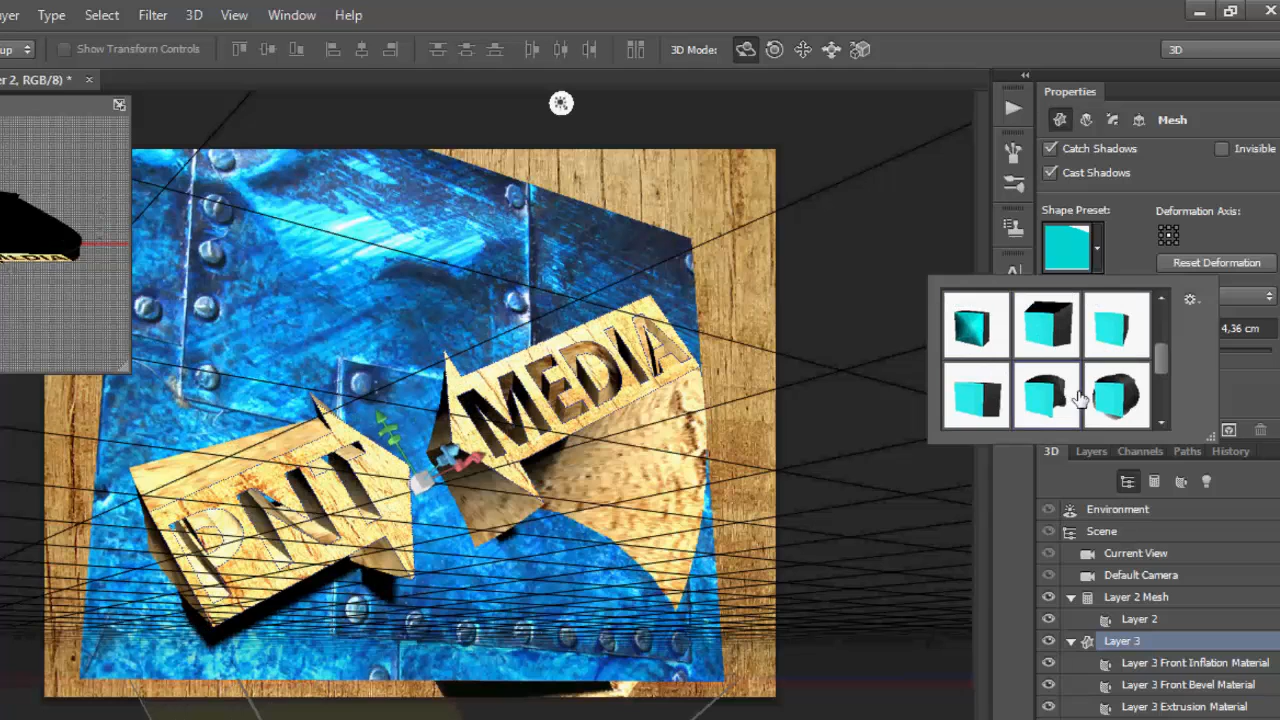 yer Type Select Filter 3D View Window Help
up Show Transform Controls 3D Mode: 3D
er 2, RGB/8) * ×
Properties
Mesh
Catch Shadows Invisible
Cast Shadows
Shape Preset: Deformation Axis:
Reset Deformation
4,36 cm
MEDIA
PNT
MEDIA
3D Layers Channels Paths History
Environment
Scene
Current View
Default Camera
Layer 2 Mesh
Layer 2
Layer 3
Layer 3 Front Inflation Material
Layer 3 Front Bevel Material
Layer 3 Extrusion Material